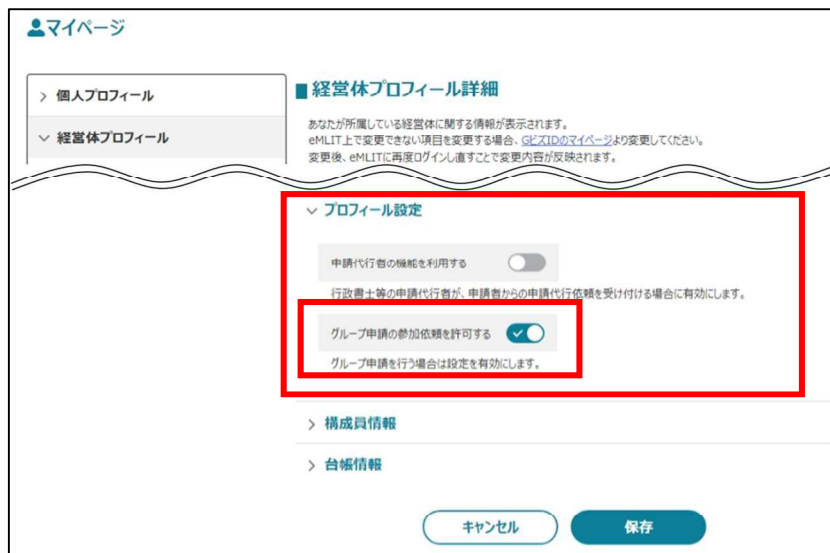 マイページ
個人プロフィール
経営体プロフィール
経営体プロフィール詳細
あなたが所属している経営体に関する情報が表示されます。
eMLIT上で変更できない項目を変更する場合、GビズIDのマイページより変更してください。
変更後、eMLITに再度ログインし直すことで変更内容が反映されます。
プロフィール設定
申請代行者の機能を利用する
行政書士等の申請代行者が、申請者からの申請代行依頼を受け付ける場合に有効にします。
グループ申請の参加依頼を許可する
グループ申請を行う場合は設定を有効にします。
構成員情報
台帳情報
キャンセル 保存